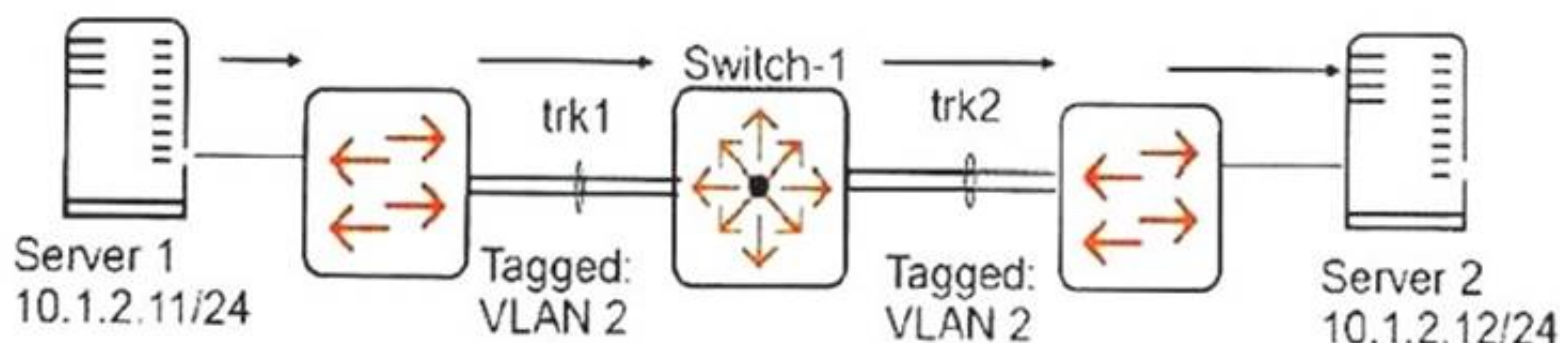 Switch-1
trk1
trk2
Server 1
10.1.2.11/24
Tagged:
VLAN 2
Tagged:
VLAN 2
Server 2
10.1.2.12/24